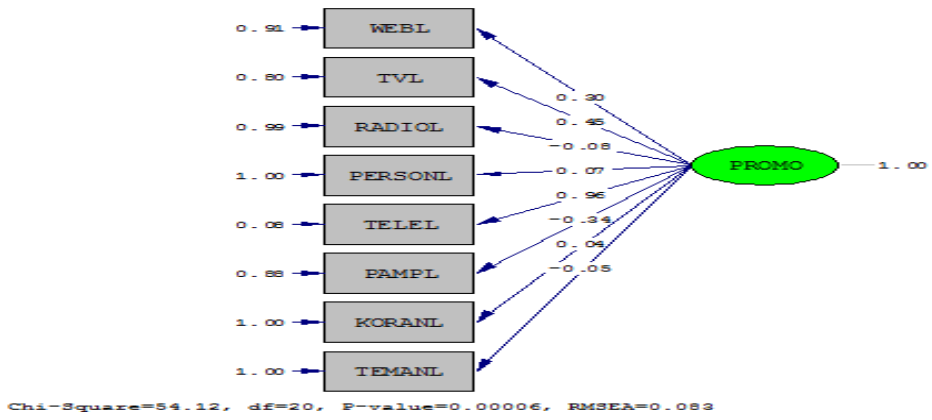 0.91 WEBL
0.80 TVL
0.99 RADIOL
1.00 PERSONL
0.08 TELEL
0.88 PAMPL
1.00 KORANL
1.00 TEMANL
0.30
0.45
-0.08
0.07
0.96
-0.34
0.04
-0.05
PROMO 1.00
Chi-Square=54.12, df=20, P-value=0.00006, RMSEA=0.083